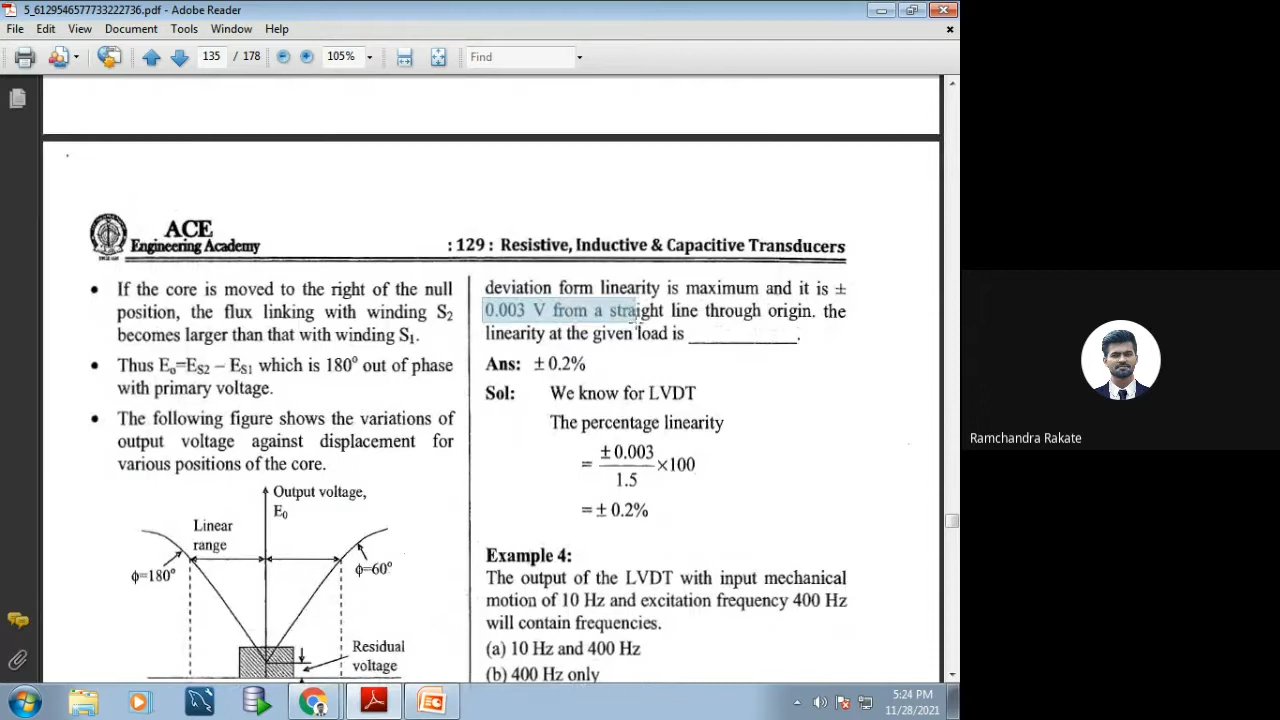 5_6129546577733222736.pdf - Adobe Reader
File Edit View Document Tools Window Help
135 / 178 105% Find
ACE
Engineering Academy
: 129 : Resistive, Inductive & Capacitive Transducers
• If the core is moved to the right of the null
position, the flux linking with winding S₂
becomes larger than that with winding S₁.
• Thus Eₒ=E_S2 – E_S1 which is 180° out of phase
with primary voltage.
• The following figure shows the variations of
output voltage against displacement for
various positions of the core.
Output voltage,
E₀
Linear
range
ϕ=180°
ϕ=60°
Residual
voltage
deviation form linearity is maximum and it is ±
0.003 V from a straight line through origin. the
linearity at the given load is ____________.
Ans: ± 0.2%
Sol: We know for LVDT
The percentage linearity
= ± 0.003 / 1.5 ×100
= ± 0.2%
Example 4:
The output of the LVDT with input mechanical
motion of 10 Hz and excitation frequency 400 Hz
will contain frequencies.
(a) 10 Hz and 400 Hz
(b) 400 Hz only
Ramchandra Rakate
5:24 PM
11/28/2021